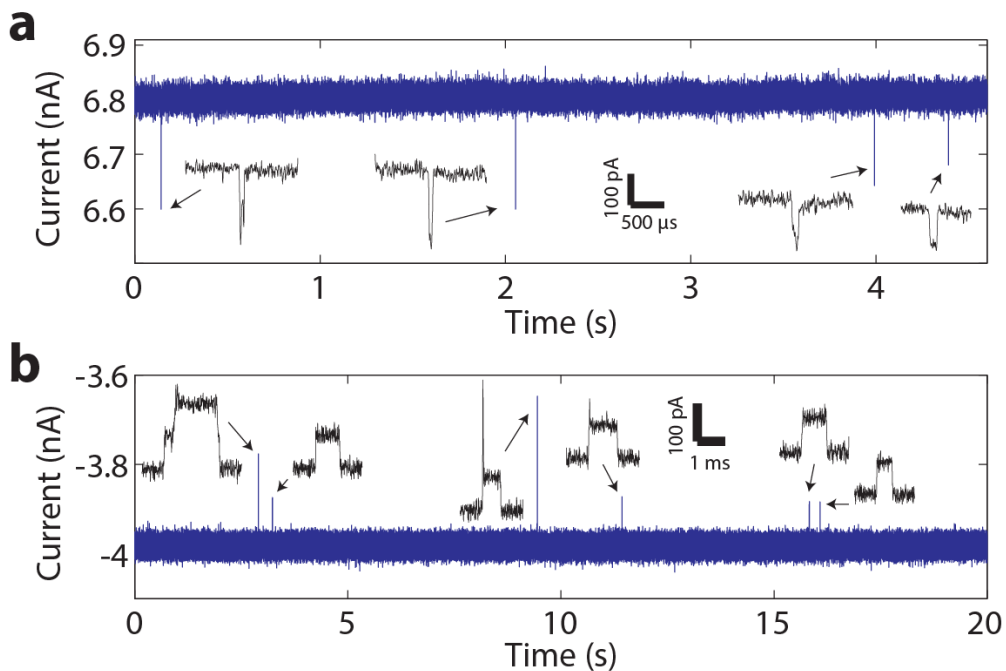 a
Current (nA)
6.9
6.8
6.7
6.6
100 pA
500 μs
0 1 2 3 4
Time (s)
b
Current (nA)
-3.6
-3.8
-4
100 pA
1 ms
0 5 10 15 20
Time (s)